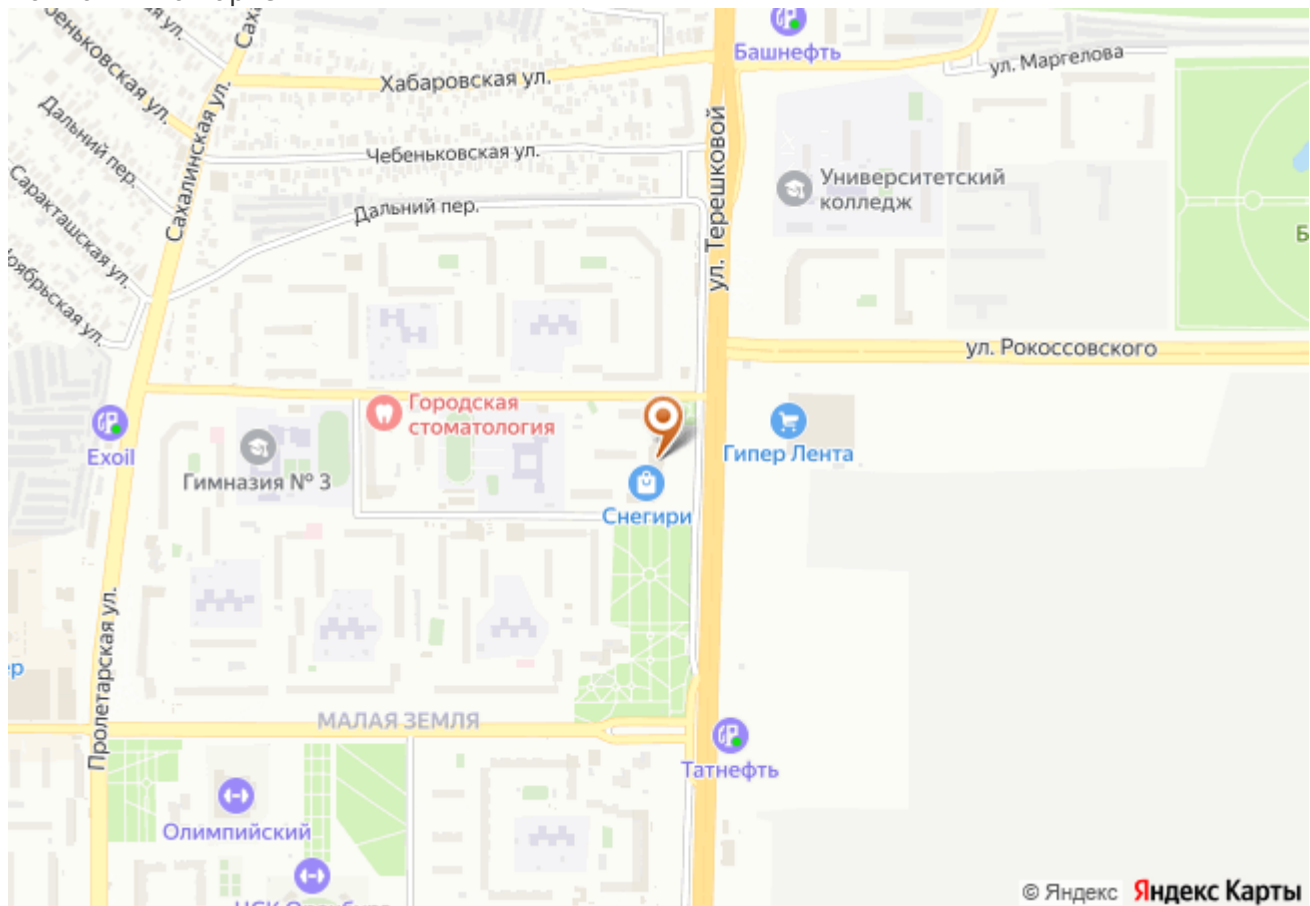 Башнефть
ул. Маргелова
Хабаровская ул.
Сахалинская ул.
Чебеньковская ул.
Дальний пер.
Университетский
колледж
Дальний пер.
ул. Терешковой
Саракташская ул.
ул. Рокоссовского
Городская
стоматология
Exoil
Гимназия № 3
Гипер Лента
Снегири
Пролетарская ул.
МАЛАЯ ЗЕМЛЯ
Татнефть
Олимпийский
© Яндекс Яндекс Карты